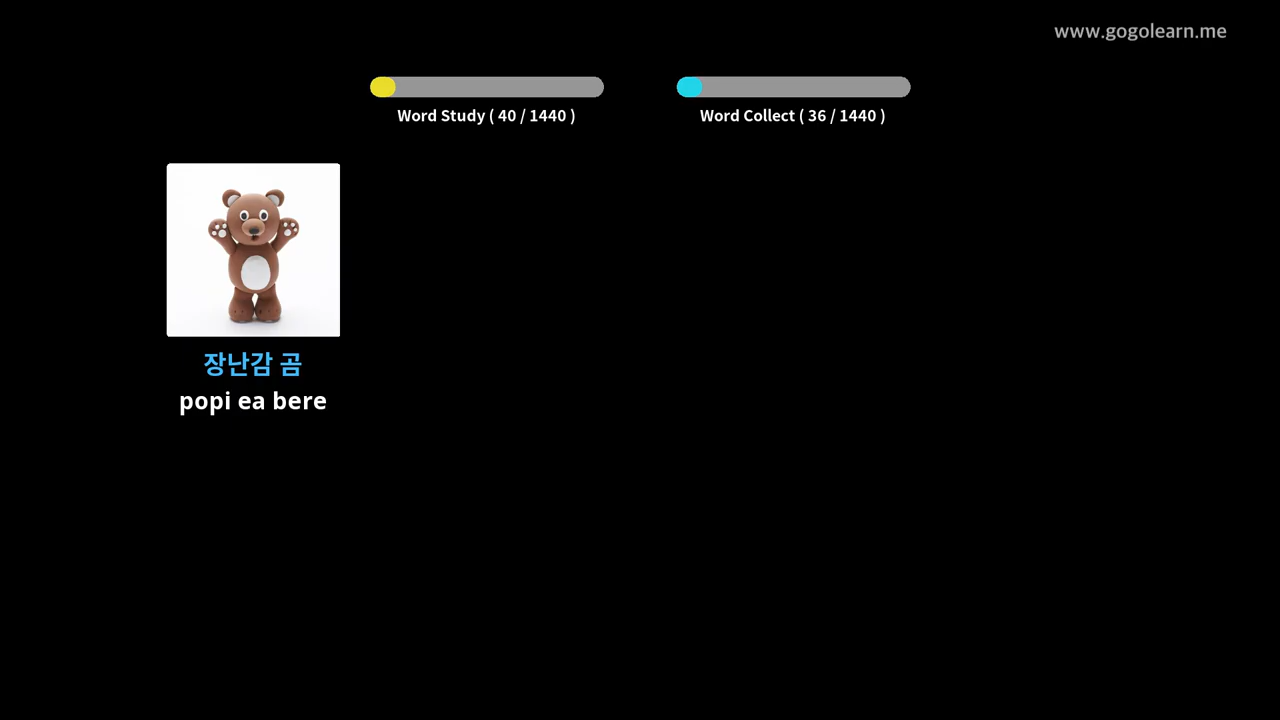 www.gogolearn.me
Word Study ( 40 / 1440 )
Word Collect ( 36 / 1440 )
장난감 곰
popi ea bere